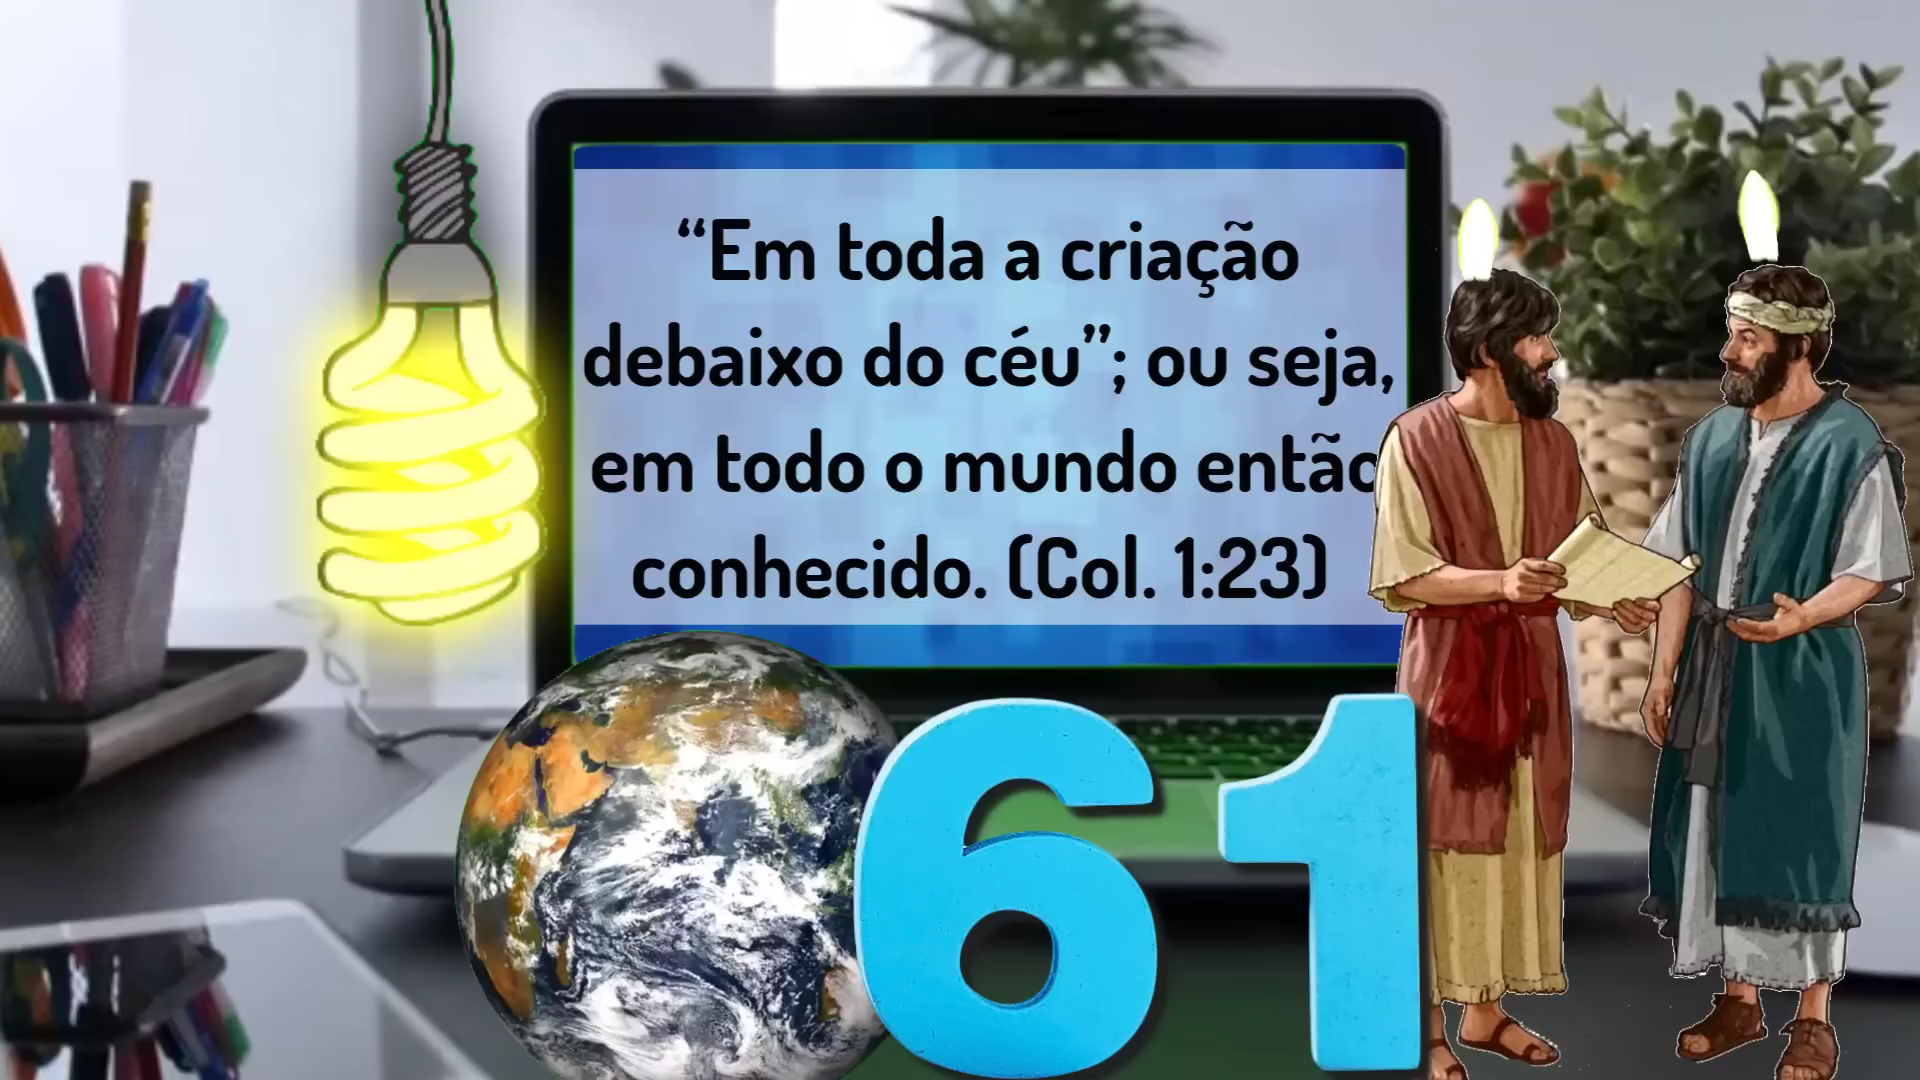 “Em toda a criação
debaixo do céu”; ou seja,
em todo o mundo então
conhecido. (Col. 1:23)
61